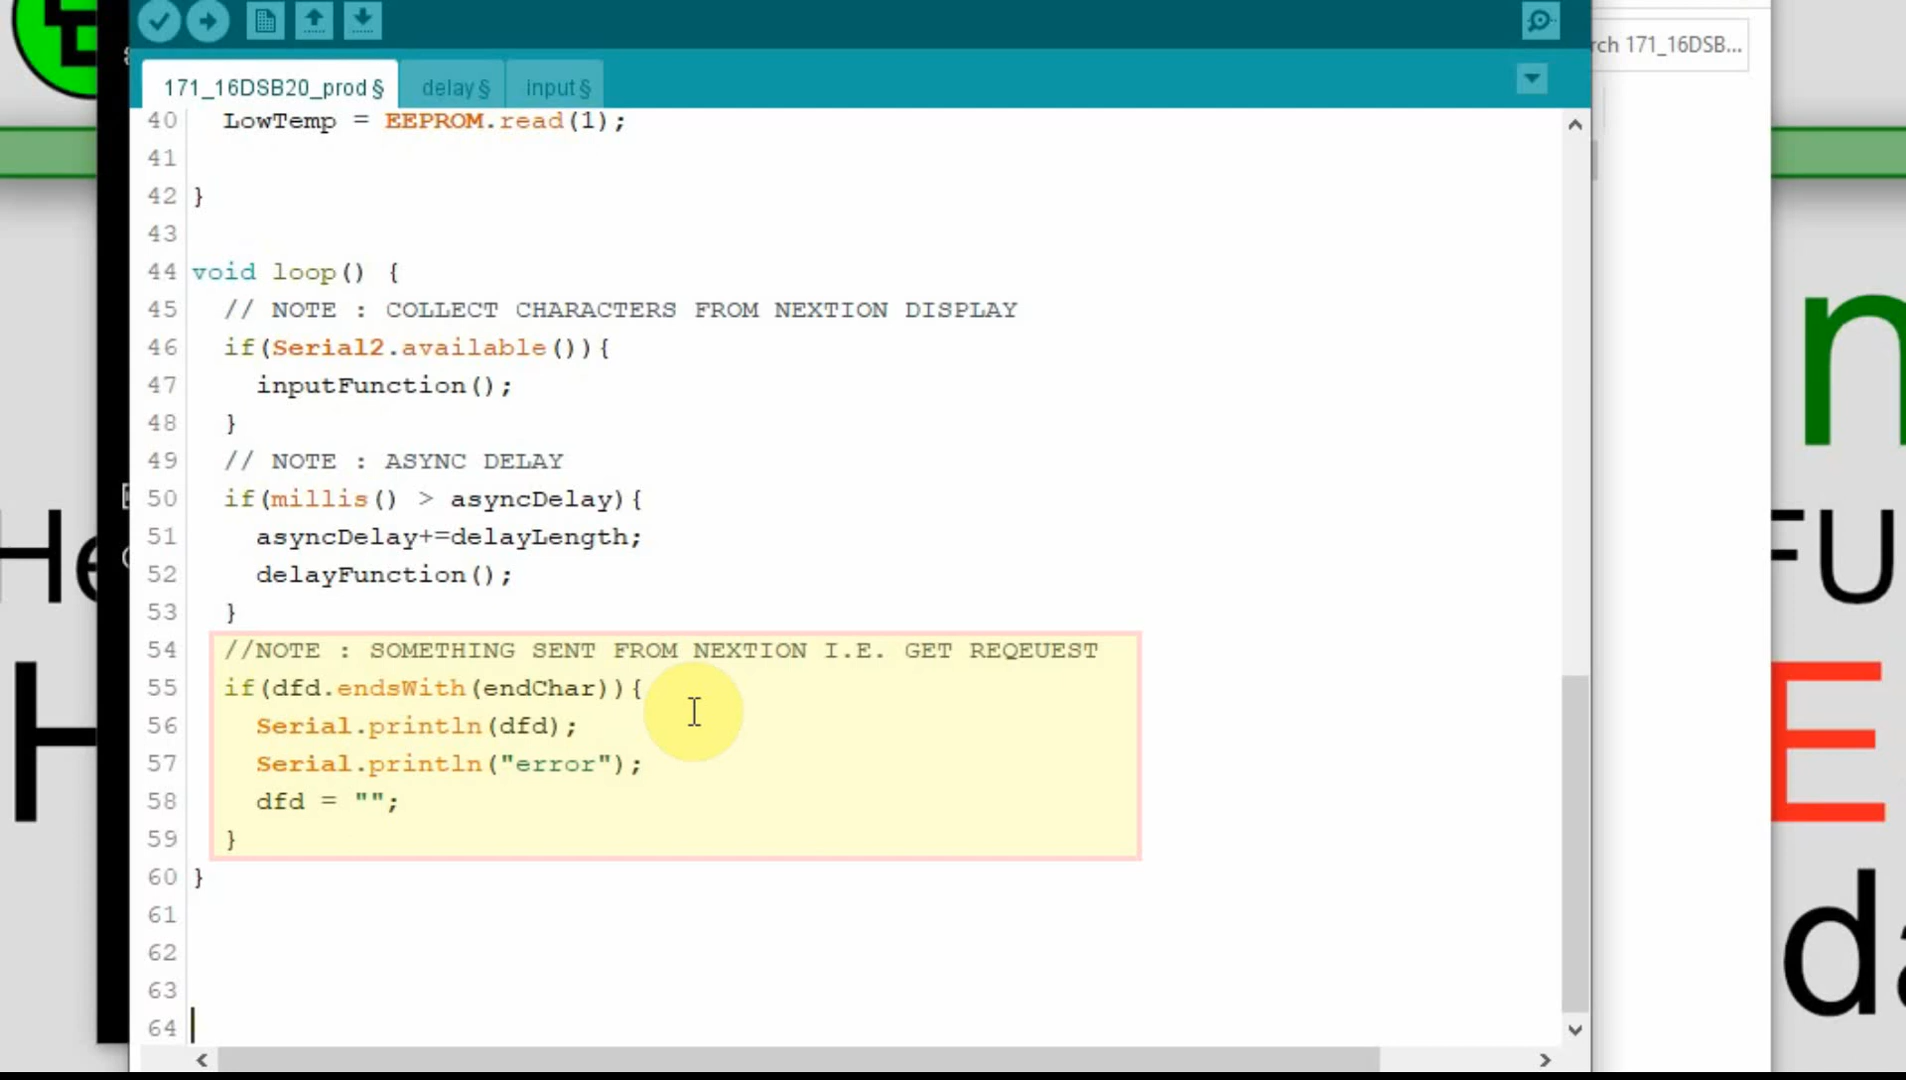 rch 171_16DSB...
171_16DSB20_prod § delay § input §
40 LowTemp = EEPROM.read(1);
41
42 }
43
44 void loop() {
45 // NOTE : COLLECT CHARACTERS FROM NEXTION DISPLAY
46 if(Serial2.available()){
47 inputFunction();
48 }
49 // NOTE : ASYNC DELAY
50 if(millis() > asyncDelay){
51 asyncDelay+=delayLength;
52 delayFunction();
53 }
54 //NOTE : SOMETHING SENT FROM NEXTION I.E. GET REQEUEST
55 if(dfd.endsWith(endChar)){
56 Serial.println(dfd);
57 Serial.println("error");
58 dfd = "";
59 }
60 }
61
62
63
64
n
He
FU
H
E
da